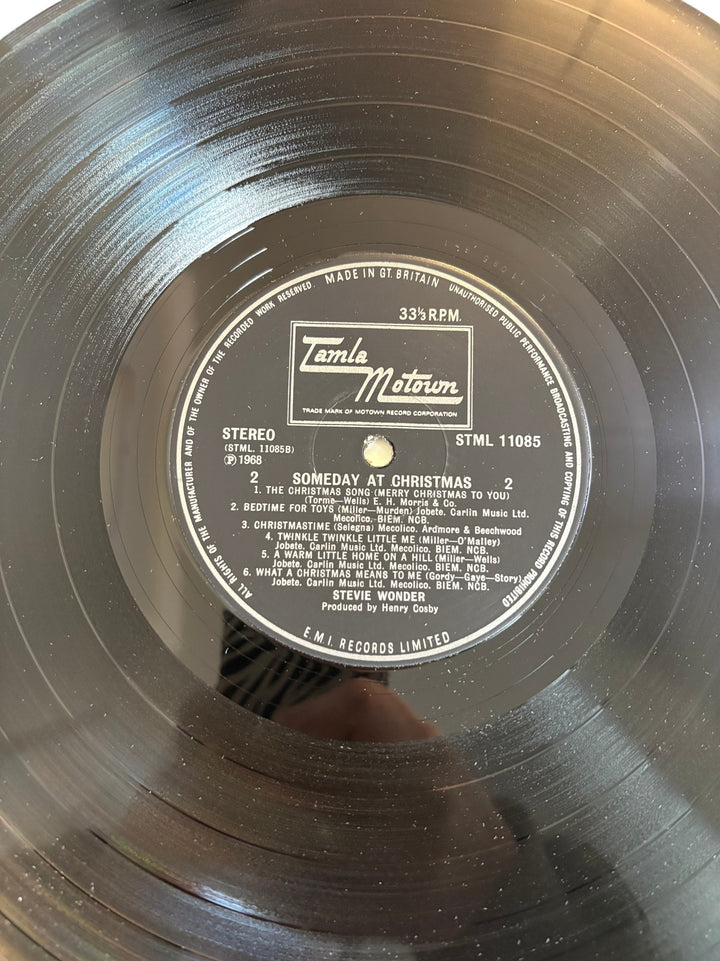 ALL RIGHTS OF THE MANUFACTURER AND OF THE OWNER OF THE RECORDED WORK RESERVED. MADE IN GT. BRITAIN UNAUTHORISED PUBLIC PERFORMANCE BROADCASTING AND COPYING OF THIS RECORD PROHIBITED
33⅓ R.P.M.
Tamla
Motown
TRADE MARK OF MOTOWN RECORD CORPORATION
STEREO STML 11085
(STML. 11085B)
Ⓟ 1968
2 SOMEDAY AT CHRISTMAS 2
1. THE CHRISTMAS SONG (MERRY CHRISTMAS TO YOU)
(Torme—Wells) E. H. Morris & Co.
2. BEDTIME FOR TOYS (Miller—Murden) Jobete. Carlin Music Ltd.
Mecolico. BIEM. NCB.
3. CHRISTMASTIME (Selegna) Mecolico. Ardmore & Beechwood
4. TWINKLE TWINKLE LITTLE ME (Miller—O'Malley)
Jobete. Carlin Music Ltd. Mecolico. BIEM. NCB.
5. A WARM LITTLE HOME ON A HILL (Miller—Wells)
Jobete. Carlin Music Ltd. Mecolico. BIEM. NCB.
6. WHAT A CHRISTMAS MEANS TO ME (Gordy—Gaye—Story)
Jobete. Carlin Music Ltd. Mecolico. BIEM. NCB.
STEVIE WONDER
Produced by Henry Cosby
E.M.I. RECORDS LIMITED